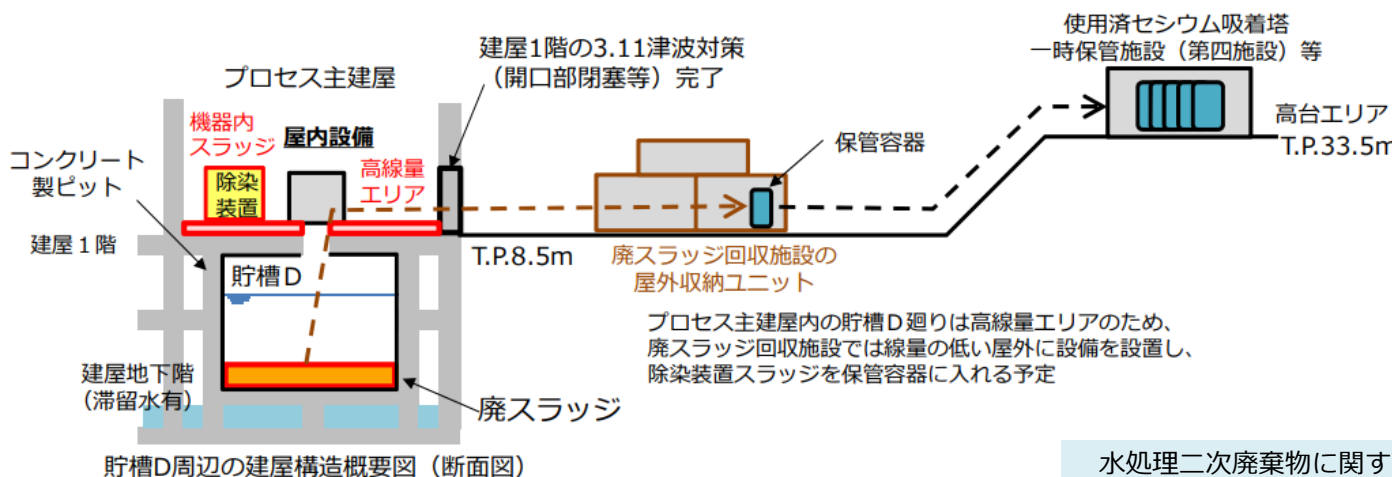 使用済セシウム吸着塔
一時保管施設（第四施設）等
建屋1階の3.11津波対策
（開口部閉塞等）完了
プロセス主建屋
機器内
スラッジ
屋内設備
高線量
エリア
除染
装置
コンクリート
製ピット
建屋１階
貯槽Ｄ
建屋地下階
（滞留水有）
廃スラッジ
貯槽D周辺の建屋構造概要図（断面図）
T.P.8.5m
保管容器
廃スラッジ回収施設の
屋外収納ユニット
高台エリア
T.P.33.5m
プロセス主建屋内の貯槽Ｄ廻りは高線量エリアのため、
廃スラッジ回収施設では線量の低い屋外に設備を設置し、
除染装置スラッジを保管容器に入れる予定
水処理二次廃棄物に関す